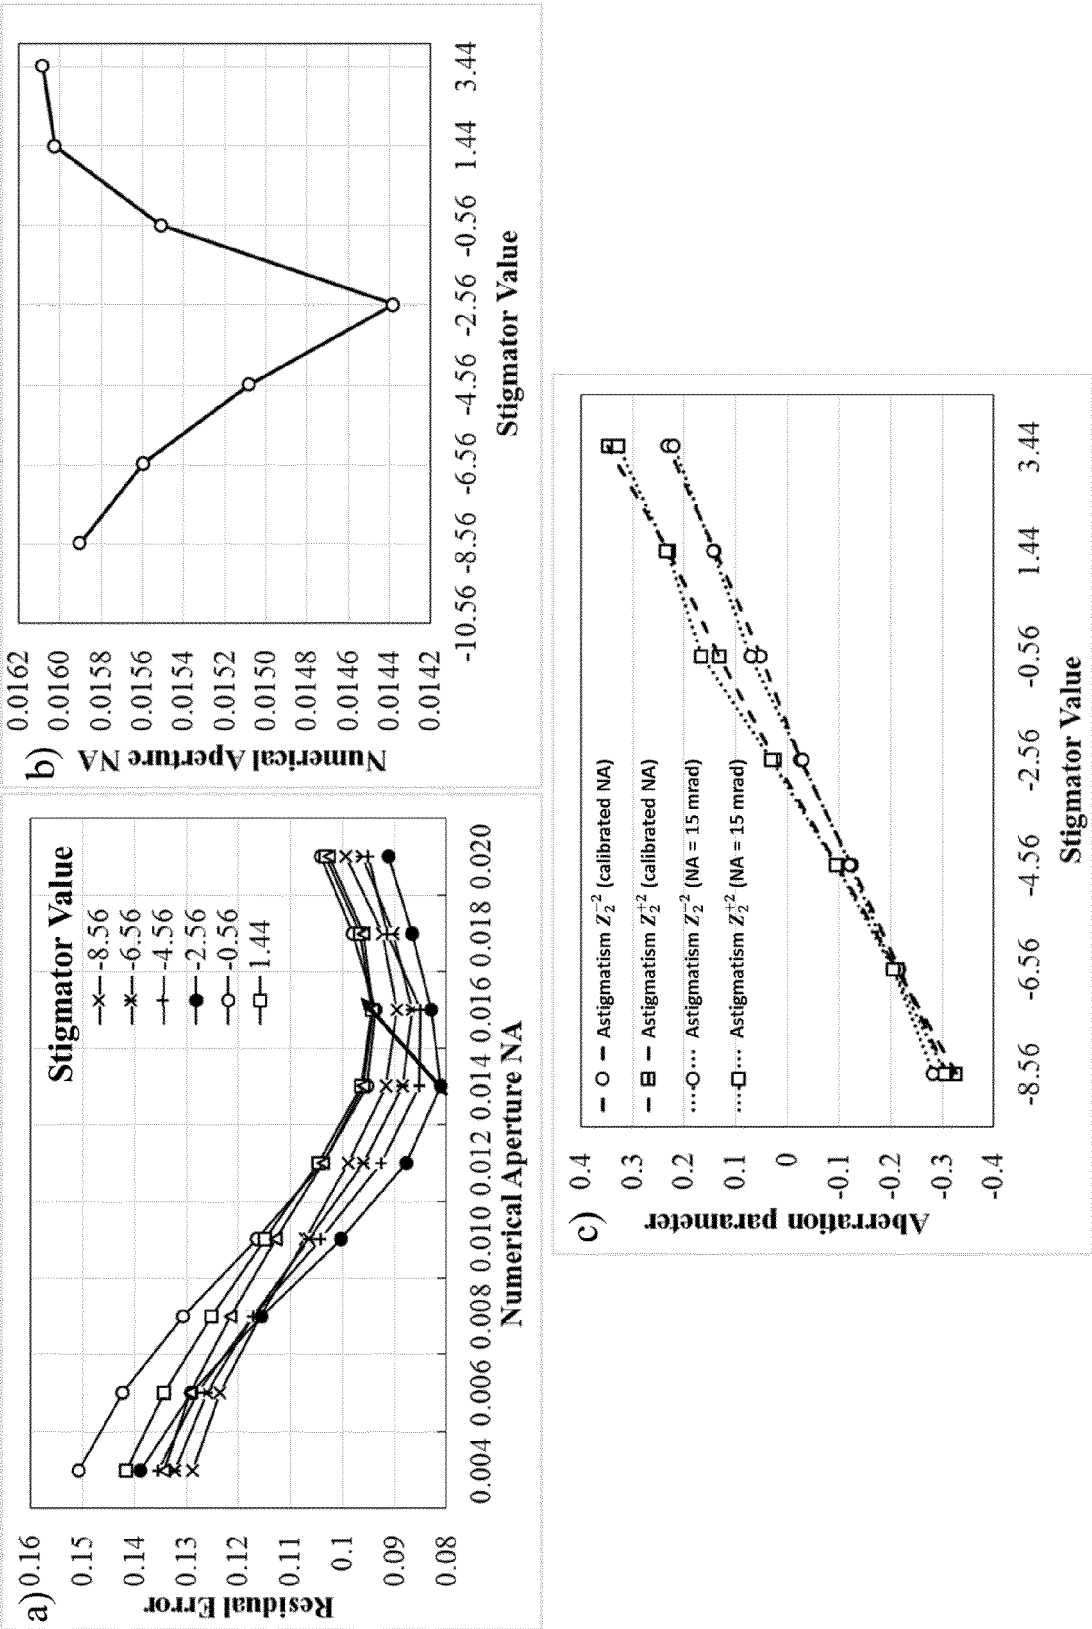 a)
0.16
0.15
0.14
0.13
0.12
0.11
0.1
0.09
0.08
Residual Error
0.004 0.006 0.008 0.010 0.012 0.014 0.016 0.018 0.020
Numerical Aperture NA
Stigmator Value
-8.56
-6.56
-4.56
-2.56
-0.56
1.44
b)
0.0162
0.0160
0.0158
0.0156
0.0154
0.0152
0.0150
0.0148
0.0146
0.0144
0.0142
Numerical Aperture NA
-10.56 -8.56 -6.56 -4.56 -2.56 -0.56 1.44 3.44
Stigmator Value
c)
0.4
0.3
0.2
0.1
0
-0.1
-0.2
-0.3
-0.4
Aberration parameter
Astigmatism Z₂⁻² (calibrated NA)
Astigmatism Z₂⁺² (calibrated NA)
Astigmatism Z₂⁻² (NA = 15 mrad)
Astigmatism Z₂⁺² (NA = 15 mrad)
-8.56 -6.56 -4.56 -2.56 -0.56 1.44 3.44
Stigmator Value